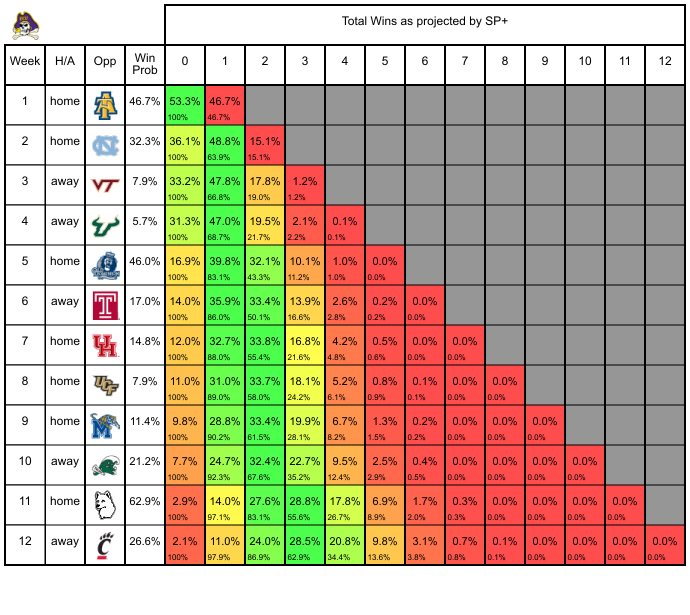 Total Wins as projected by SP+
Week H/A Opp Win Prob 0 1 2 3 4 5 6 7 8 9 10 11 12
1 home 46.7% 53.3% 46.7%
100% 46.7%
2 home 32.3% 36.1% 48.8% 15.1%
100% 63.9% 15.1%
3 away VT 7.9% 33.2% 47.8% 17.8% 1.2%
100% 66.8% 19.0% 1.2%
4 away 5.7% 31.3% 47.0% 19.5% 2.1% 0.1%
100% 68.7% 21.7% 2.2% 0.1%
5 home 46.0% 16.9% 39.8% 32.1% 10.1% 1.0% 0.0%
100% 83.1% 43.3% 11.2% 1.0% 0.0%
6 away T 17.0% 14.0% 35.9% 33.4% 13.9% 2.6% 0.2% 0.0%
100% 86.0% 50.1% 16.6% 2.8% 0.2% 0.0%
7 home UH 14.8% 12.0% 32.7% 33.8% 16.8% 4.2% 0.5% 0.0% 0.0%
100% 88.0% 55.4% 21.6% 4.8% 0.6% 0.0% 0.0%
8 home UCF 7.9% 11.0% 31.0% 33.7% 18.1% 5.2% 0.8% 0.1% 0.0% 0.0%
100% 89.0% 58.0% 24.2% 6.1% 0.9% 0.1% 0.0% 0.0%
9 home M 11.4% 9.8% 28.8% 33.4% 19.9% 6.7% 1.3% 0.2% 0.0% 0.0% 0.0%
100% 90.2% 61.5% 28.1% 8.2% 1.5% 0.2% 0.0% 0.0% 0.0%
10 away 21.2% 7.7% 24.7% 32.4% 22.7% 9.5% 2.5% 0.4% 0.0% 0.0% 0.0% 0.0%
100% 92.3% 67.6% 35.2% 12.4% 2.9% 0.5% 0.0% 0.0% 0.0% 0.0%
11 home 62.9% 2.9% 14.0% 27.6% 28.8% 17.8% 6.9% 1.7% 0.3% 0.0% 0.0% 0.0% 0.0%
100% 97.1% 83.1% 55.6% 26.7% 8.9% 2.0% 0.3% 0.0% 0.0% 0.0% 0.0%
12 away C 26.6% 2.1% 11.0% 24.0% 28.5% 20.8% 9.8% 3.1% 0.7% 0.1% 0.0% 0.0% 0.0% 0.0%
100% 97.9% 86.9% 62.9% 34.4% 13.6% 3.8% 0.8% 0.1% 0.0% 0.0% 0.0% 0.0%